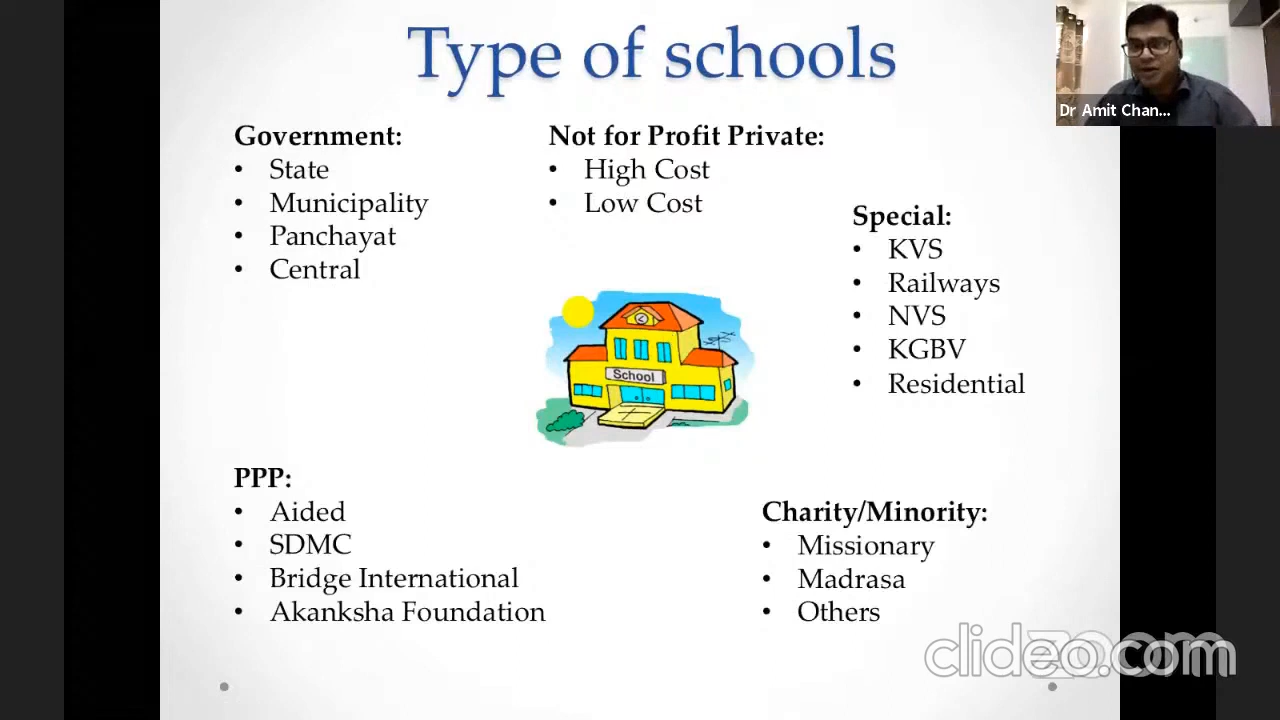 Type of schools
Dr Amit Chan...
Government:
• State
• Municipality
• Panchayat
• Central
Not for Profit Private:
• High Cost
• Low Cost
Special:
• KVS
• Railways
• NVS
• KGBV
• Residential
School
PPP:
• Aided
• SDMC
• Bridge International
• Akanksha Foundation
Charity/Minority:
• Missionary
• Madrasa
• Others
zoom
clideo.com